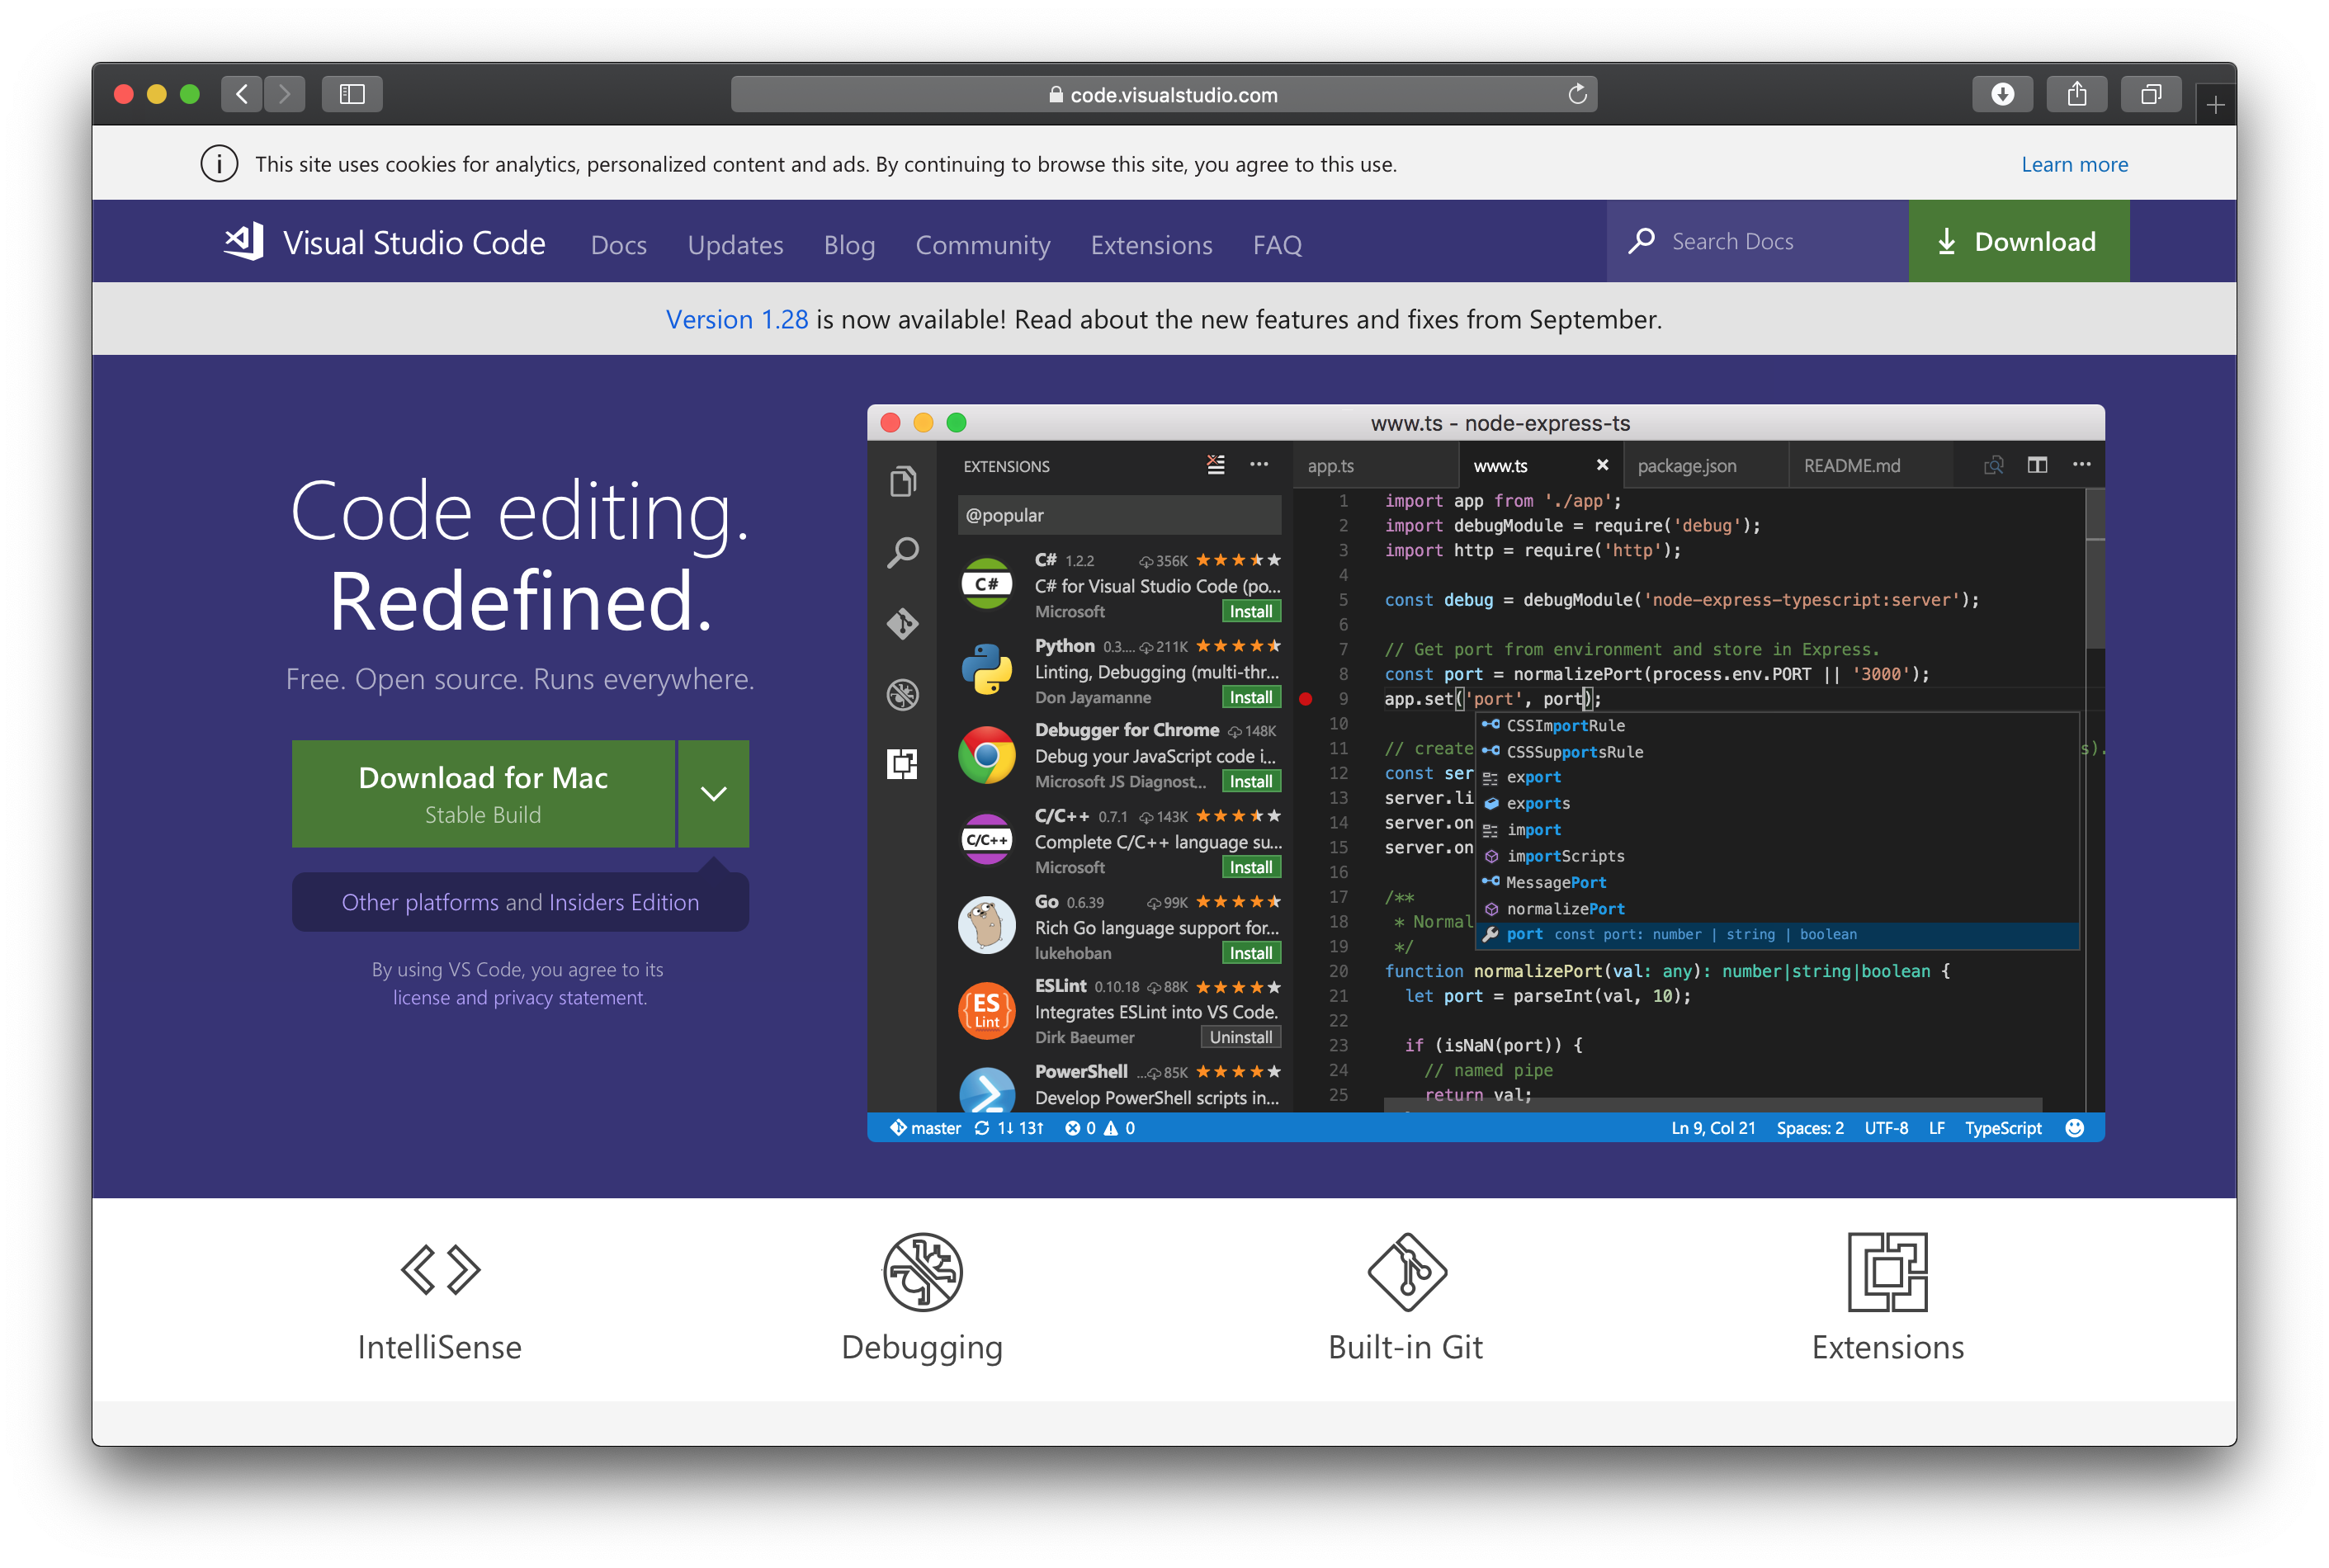 code.visualstudio.com
This site uses cookies for analytics, personalized content and ads. By continuing to browse this site, you agree to this use.
Learn more
Visual Studio Code
Docs
Updates
Blog
Community
Extensions
FAQ
Search Docs
Download
Version 1.28 is now available! Read about the new features and fixes from September.
Code editing.
Redefined.
Free. Open source. Runs everywhere.
Download for Mac
Stable Build
Other platforms and Insiders Edition
By using VS Code, you agree to its
license and privacy statement.
www.ts - node-express-ts
EXTENSIONS
@popular
C# 1.2.2 356K
C# for Visual Studio Code (po...
Microsoft Install
Python 0.3.... 211K
Linting, Debugging (multi-thr...
Don Jayamanne Install
Debugger for Chrome 148K
Debug your JavaScript code i...
Microsoft JS Diagnost... Install
C/C++ 0.7.1 143K
Complete C/C++ language su...
Microsoft Install
Go 0.6.39 99K
Rich Go language support for...
lukehoban Install
ESLint 0.10.18 88K
Integrates ESLint into VS Code.
Dirk Baeumer Uninstall
PowerShell ... 85K
Develop PowerShell scripts in...
C#
C/C++
ES
Lint
app.ts
www.ts
package.json
README.md
1 import app from './app';
2 import debugModule = require('debug');
3 import http = require('http');
4
5 const debug = debugModule('node-express-typescript:server');
6
7 // Get port from environment and store in Express.
8 const port = normalizePort(process.env.PORT || '3000');
9 app.set('port', port);
10
11 // create s).
12 const ser
13 server.li
14 server.on
15 server.on
16
17 /**
18 * Normal
19 */
20 function normalizePort(val: any): number|string|boolean {
21 let port = parseInt(val, 10);
22
23 if (isNaN(port)) {
24 // named pipe
25 return val;
CSSImportRule
CSSSupportsRule
export
exports
import
importScripts
MessagePort
normalizePort
port const port: number | string | boolean
master 1↓ 13↑ 0 0
Ln 9, Col 21 Spaces: 2 UTF-8 LF TypeScript
IntelliSense
Debugging
Built-in Git
Extensions